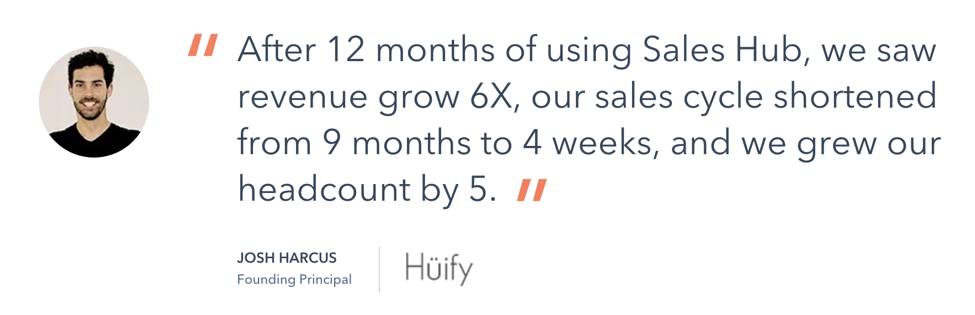 " After 12 months of using Sales Hub, we saw
revenue grow 6X, our sales cycle shortened
from 9 months to 4 weeks, and we grew our
headcount by 5. "
JOSH HARCUS
Founding Principal
Hüify